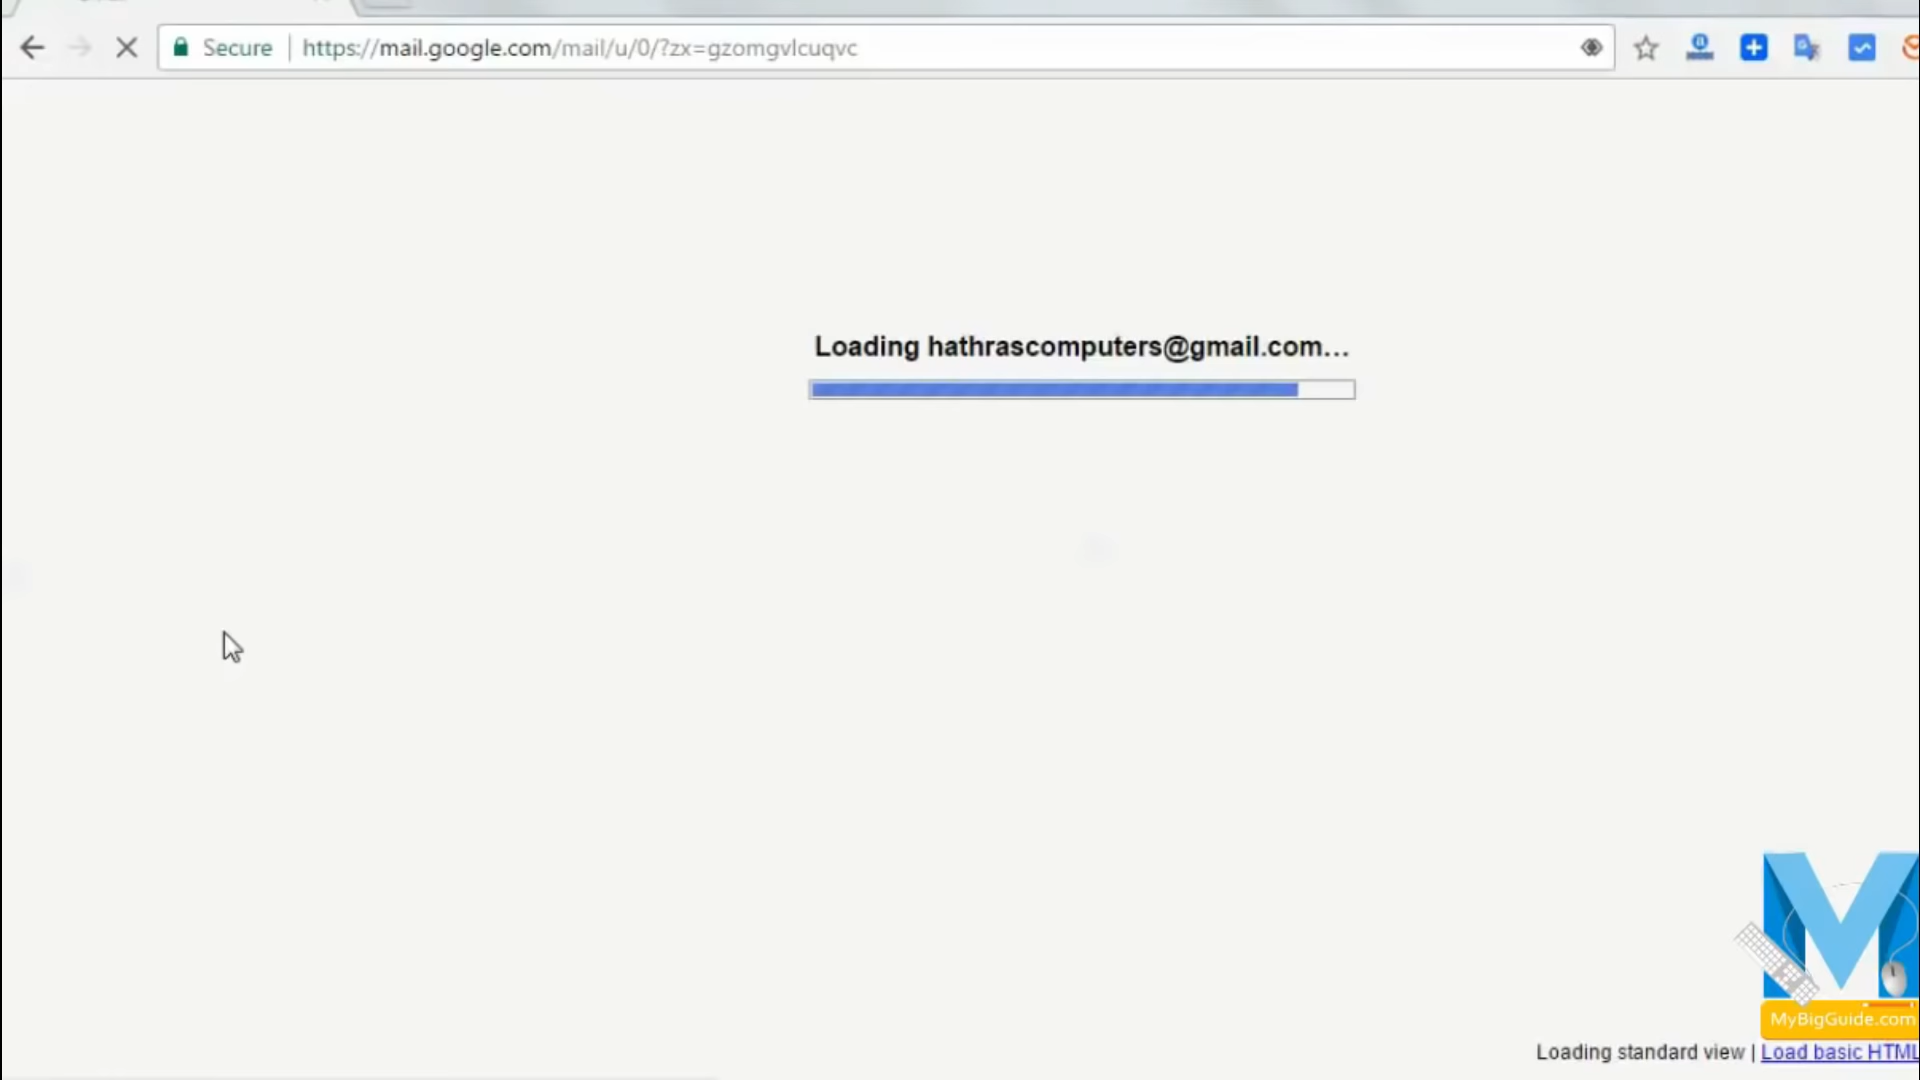 Secure | https://mail.google.com/mail/u/0/?zx=gzomgvlcuqvc
Loading hathrascomputers@gmail.com...
MyBigGuide.com
Loading standard view | Load basic HTML